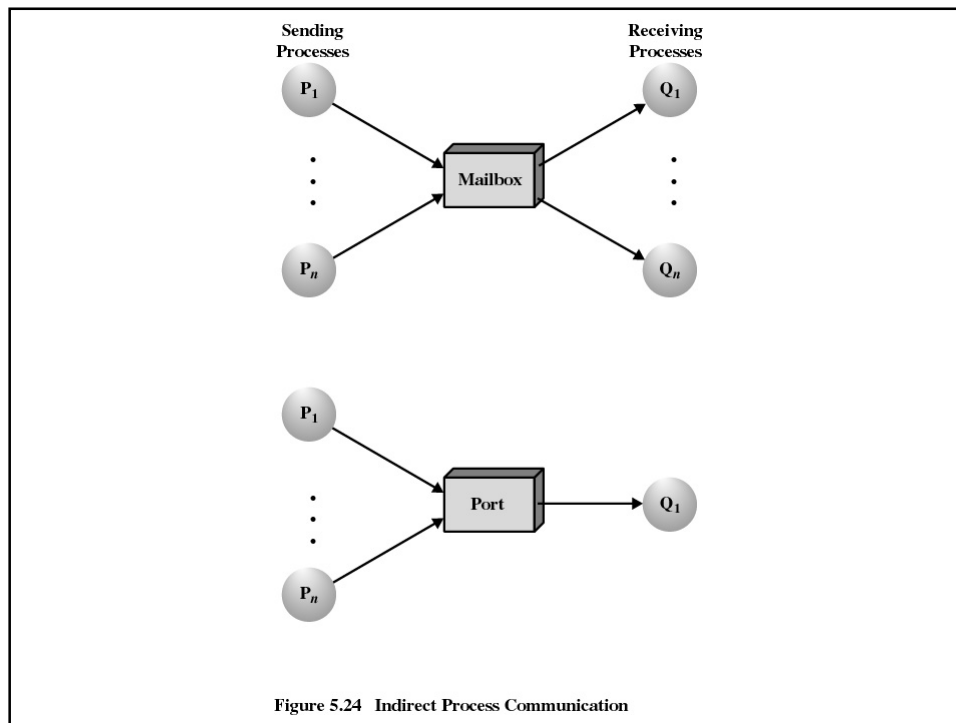 Sending
Processes
Receiving
Processes
P1
Q1
Mailbox
Pn
Qn
P1
Port
Q1
Pn
Figure 5.24 Indirect Process Communication